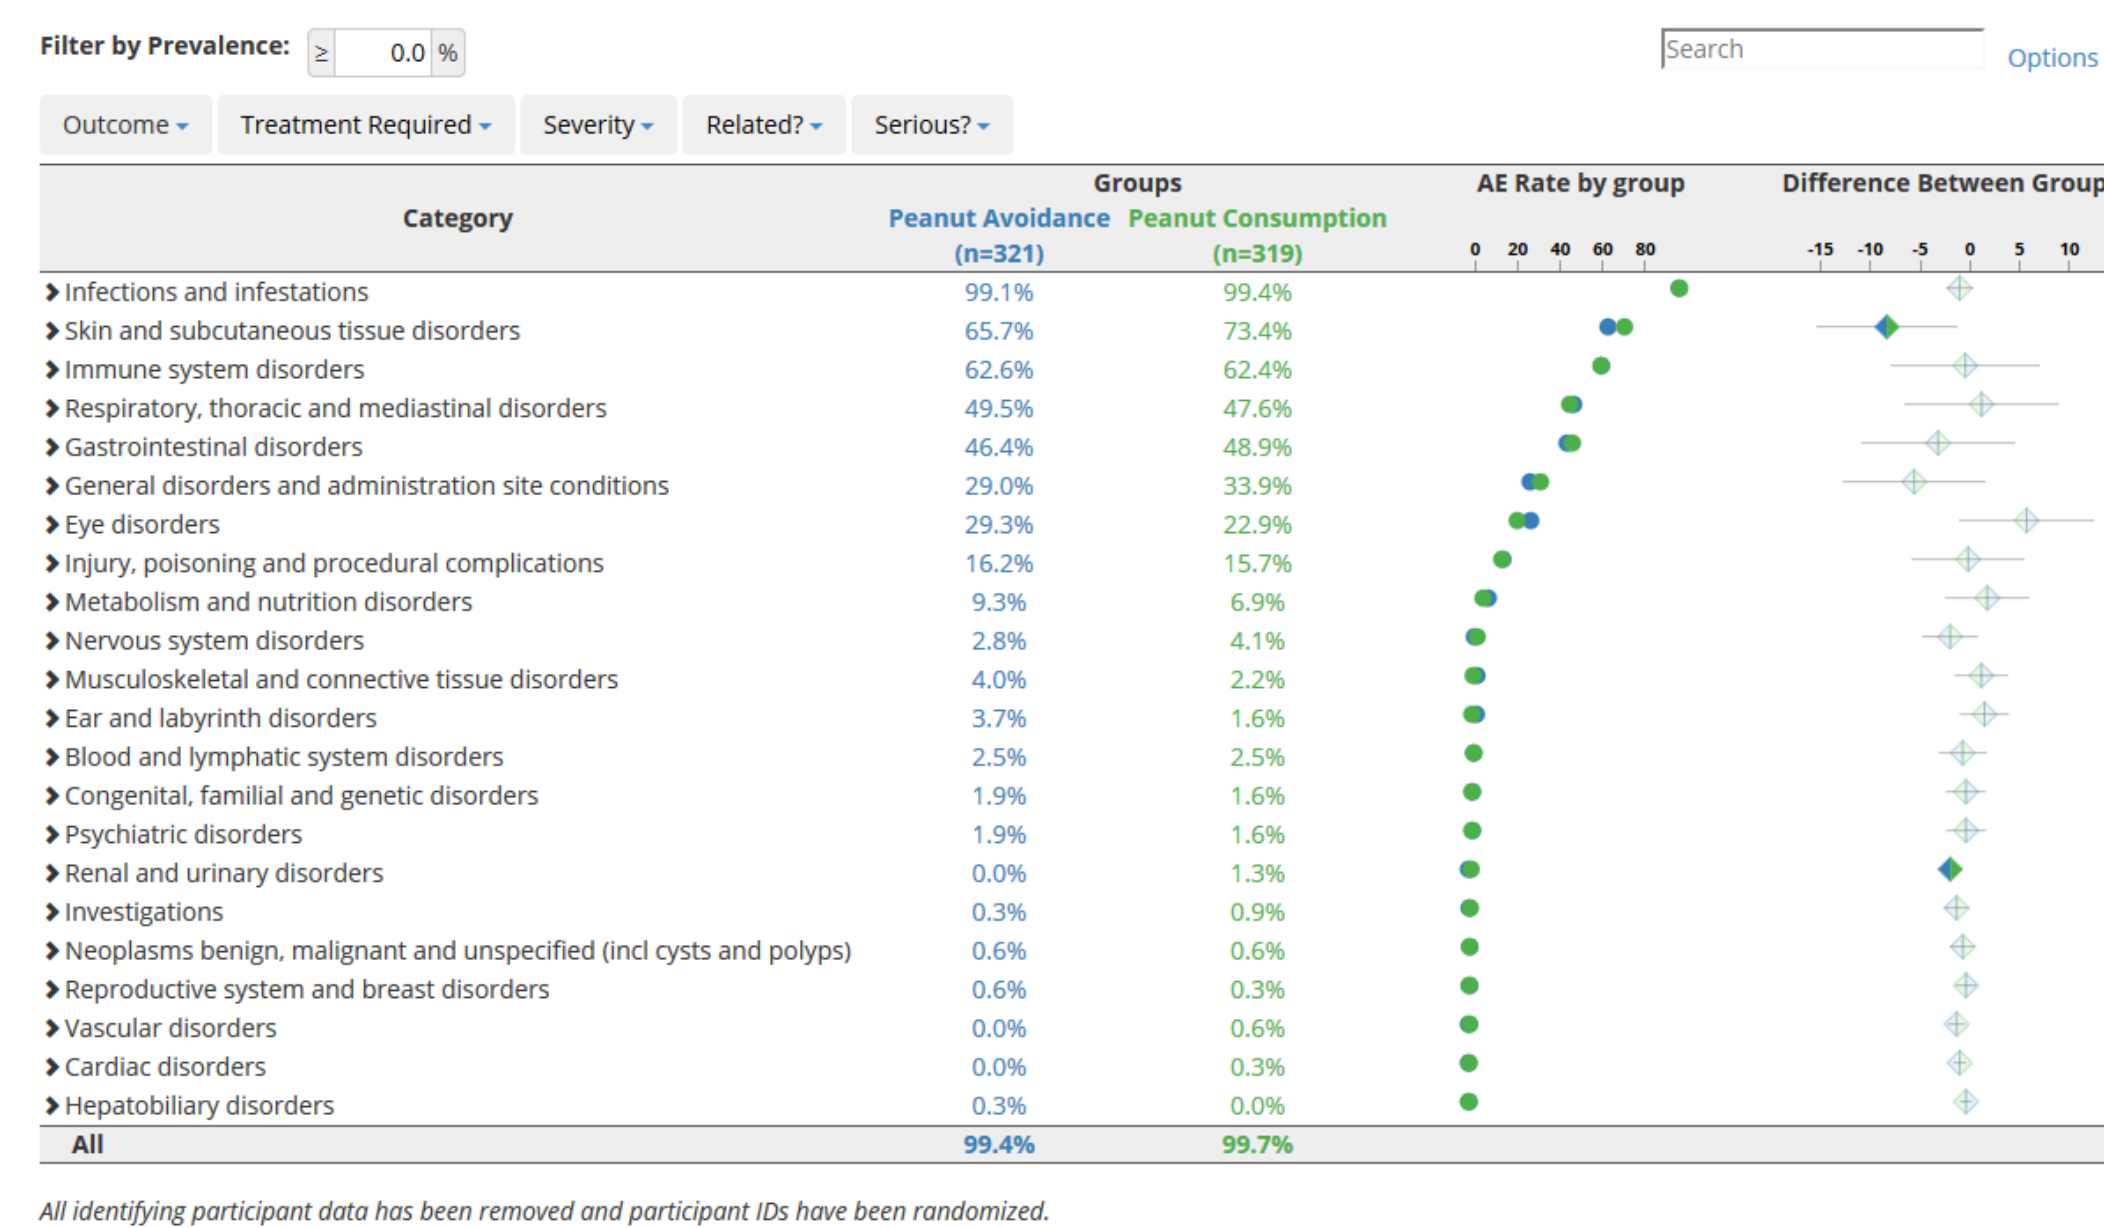 Filter by Prevalence: ≥ 0.0 % Search Options
Outcome Treatment Required Severity Related? Serious?
Groups AE Rate by group Difference Between Group
Category Peanut Avoidance Peanut Consumption
(n=321) (n=319) 0 20 40 60 80 -15 -10 -5 0 5 10
Infections and infestations 99.1% 99.4%
Skin and subcutaneous tissue disorders 65.7% 73.4%
Immune system disorders 62.6% 62.4%
Respiratory, thoracic and mediastinal disorders 49.5% 47.6%
Gastrointestinal disorders 46.4% 48.9%
General disorders and administration site conditions 29.0% 33.9%
Eye disorders 29.3% 22.9%
Injury, poisoning and procedural complications 16.2% 15.7%
Metabolism and nutrition disorders 9.3% 6.9%
Nervous system disorders 2.8% 4.1%
Musculoskeletal and connective tissue disorders 4.0% 2.2%
Ear and labyrinth disorders 3.7% 1.6%
Blood and lymphatic system disorders 2.5% 2.5%
Congenital, familial and genetic disorders 1.9% 1.6%
Psychiatric disorders 1.9% 1.6%
Renal and urinary disorders 0.0% 1.3%
Investigations 0.3% 0.9%
Neoplasms benign, malignant and unspecified (incl cysts and polyps) 0.6% 0.6%
Reproductive system and breast disorders 0.6% 0.3%
Vascular disorders 0.0% 0.6%
Cardiac disorders 0.0% 0.3%
Hepatobiliary disorders 0.3% 0.0%
All 99.4% 99.7%
All identifying participant data has been removed and participant IDs have been randomized.